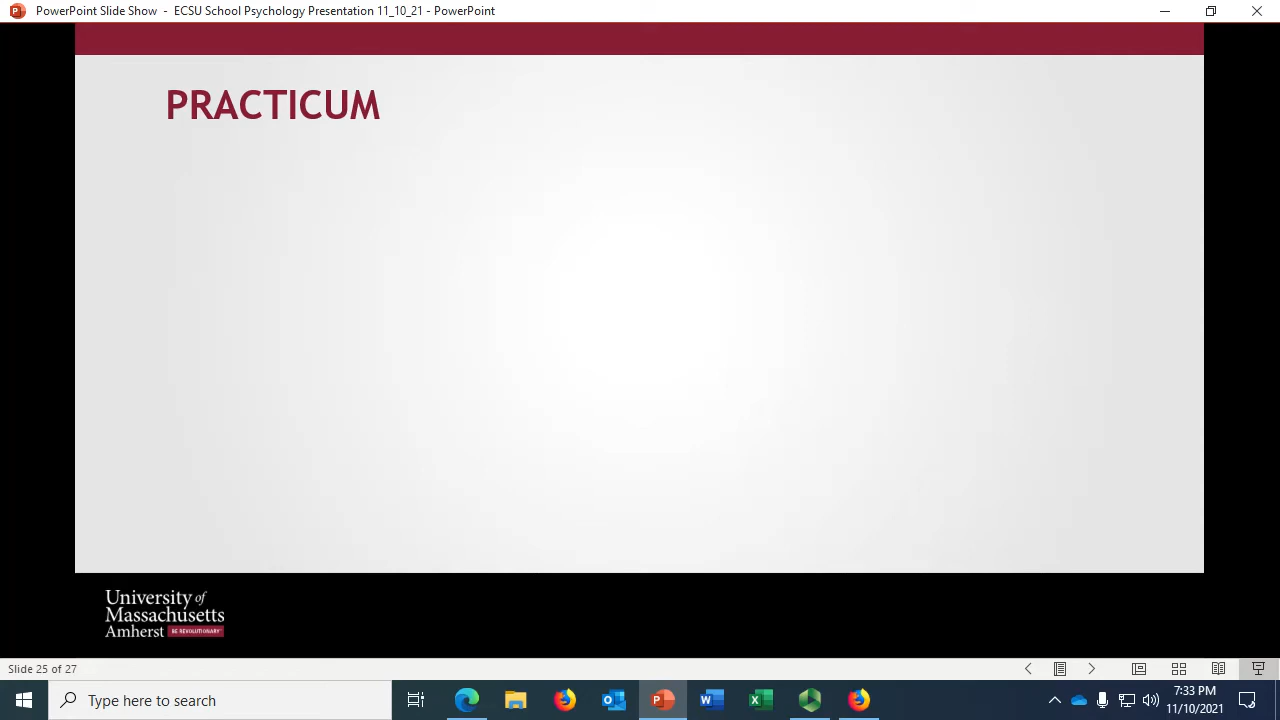 PowerPoint Slide Show - ECSU School Psychology Presentation 11_10_21 - PowerPoint
PRACTICUM
University of
Massachusetts
Amherst BE REVOLUTIONARY™
Slide 25 of 27
Type here to search
7:33 PM
11/10/2021